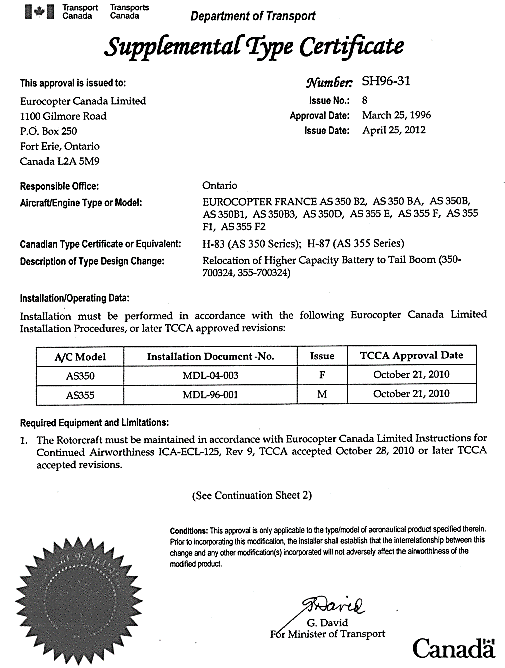 Transport Canada    Transports Canada    Department of Transport
Supplemental Type Certificate
This approval is issued to:
Eurocopter Canada Limited
1100 Gilmore Road
P.O. Box 250
Fort Erie, Ontario
Canada L2A 5M9
Number: SH96-31
Issue No.: 8
Approval Date: March 25, 1996
Issue Date: April 25, 2012
Responsible Office: Ontario
Aircraft/Engine Type or Model: EUROCOPTER FRANCE AS 350 B2, AS 350 BA, AS 350B,
AS 350B1, AS 350B3, AS 350D, AS 355 E, AS 355 F, AS 355
F1, AS 355 F2
Canadian Type Certificate or Equivalent: H-83 (AS 350 Series); H-87 (AS 355 Series)
Description of Type Design Change: Relocation of Higher Capacity Battery to Tail Boom (350-
700324, 355-700324)
Installation/Operating Data:
Installation must be performed in accordance with the following Eurocopter Canada Limited
Installation Procedures, or later TCCA approved revisions:
A/C Model    Installation Document -No.    Issue    TCCA Approval Date
AS350    MDL-04-003    F    October 21, 2010
AS355    MDL-96-001    M    October 21, 2010
Required Equipment and Limitations:
1. The Rotorcraft must be maintained in accordance with Eurocopter Canada Limited Instructions for
Continued Airworthiness ICA-ECL-125, Rev 9, TCCA accepted October 28, 2010 or later TCCA
accepted revisions.
(See Continuation Sheet 2)
Conditions: This approval is only applicable to the type/model of aeronautical product specified therein.
Prior to incorporating this modification, the installer shall establish that the interrelationship between this
change and any other modification(s) incorporated will not adversely affect the airworthiness of the
modified product.
GDavid
G. David
For Minister of Transport
Canada